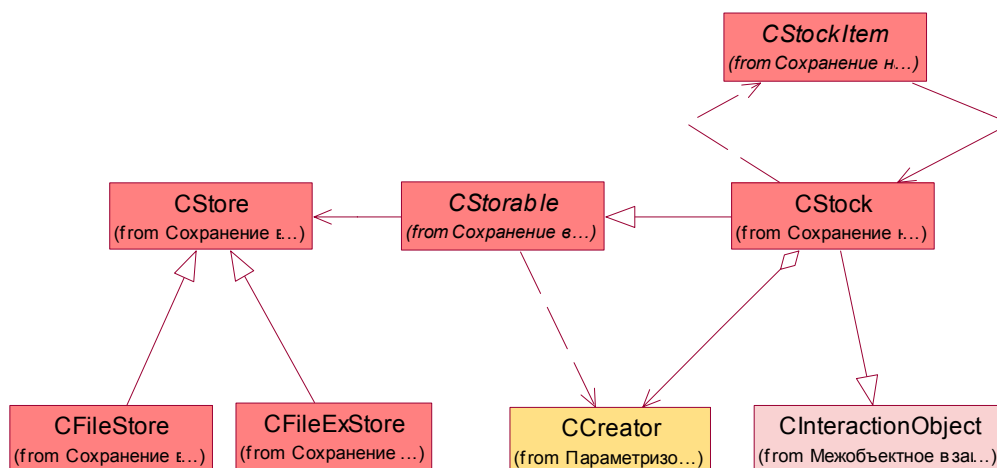 CStockItem
(from Сохранение н…)
CStore
(from Сохранение в…)
CStorable
(from Сохранение в…)
CStock
(from Сохранение н…)
CFileStore
(from Сохранение в…)
CFileExStore
(from Сохранение …)
CCreator
(from Параметризо…)
CInteractionObject
(from Межобъектное взаи…)